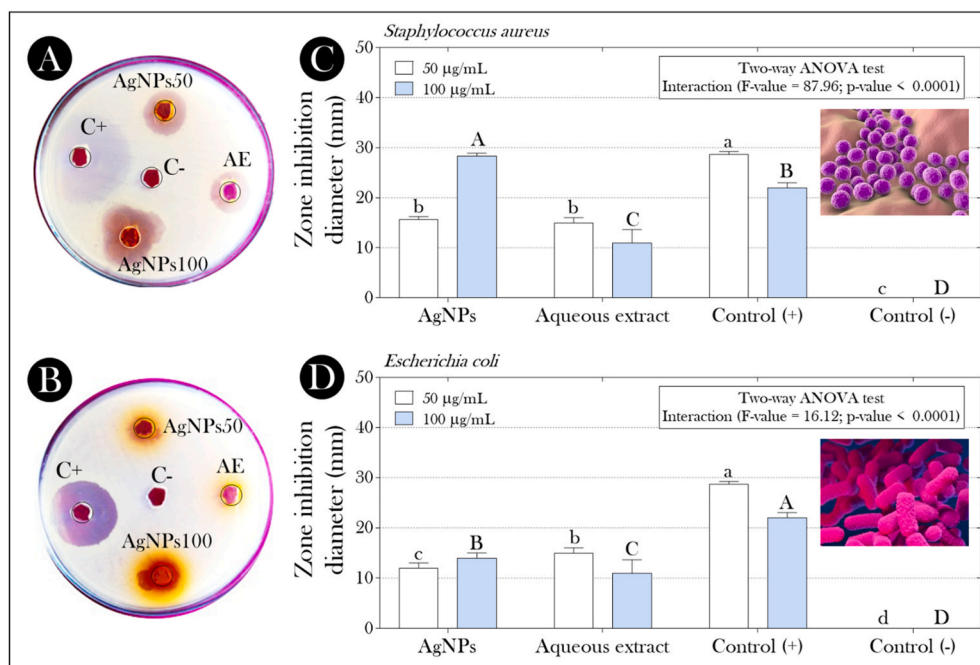 A
AgNPs50
C+
C-
AE
AgNPs100
C
Staphylococcus aureus
50 µg/mL
100 µg/mL
Two-way ANOVA test
Interaction (F-value = 87.96; p-value < 0.0001)
Zone inhibition
diameter (mm)
50
40
30
20
10
0
b
A
b
C
a
B
c
D
AgNPs
Aqueous extract
Control (+)
Control (-)
B
AgNPs50
C+
C-
AE
AgNPs100
D
Escherichia coli
50 µg/mL
100 µg/mL
Two-way ANOVA test
Interaction (F-value = 16.12; p-value < 0.0001)
Zone inhibition
diameter (mm)
50
40
30
20
10
0
c
B
b
C
a
A
d
D
AgNPs
Aqueous extract
Control (+)
Control (-)